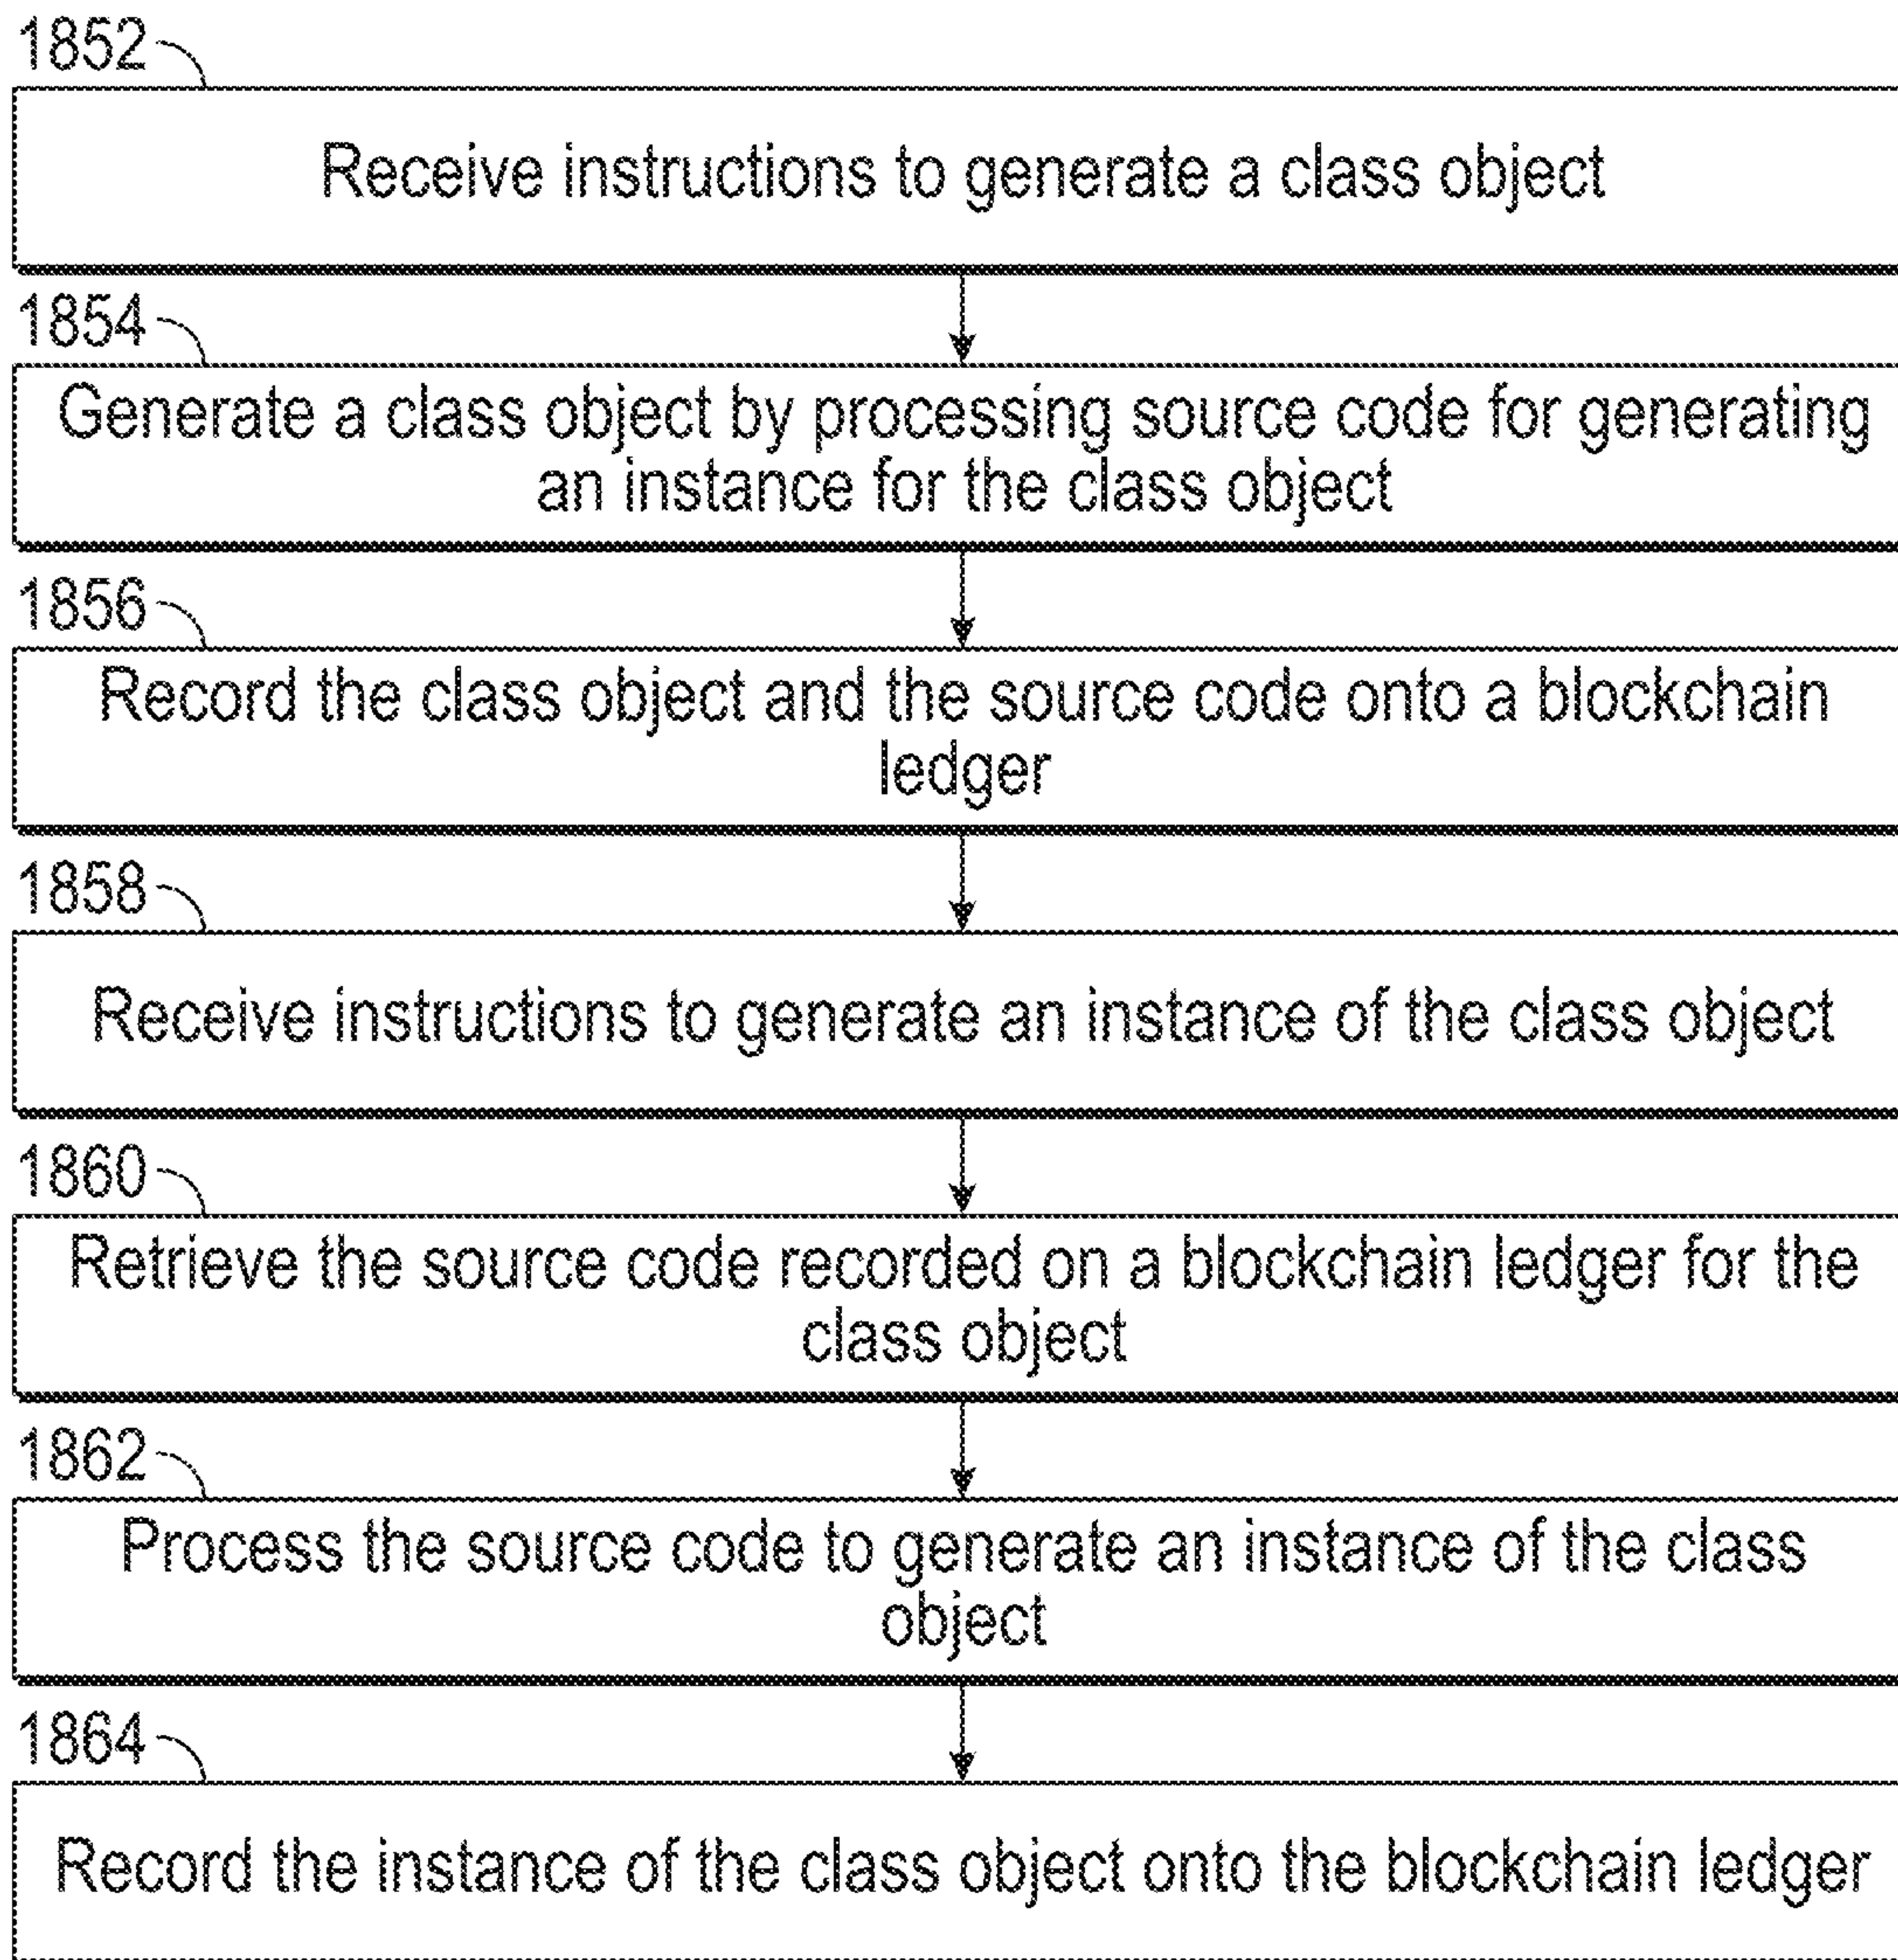 1852
Receive instructions to generate a class object
1854
Generate a class object by processing source code for generating
an instance for the class object
1856
Record the class object and the source code onto a blockchain
ledger
1858
Receive instructions to generate an instance of the class object
1860
Retrieve the source code recorded on a blockchain ledger for the
class object
1862
Process the source code to generate an instance of the class
object
1864
Record the instance of the class object onto the blockchain ledger